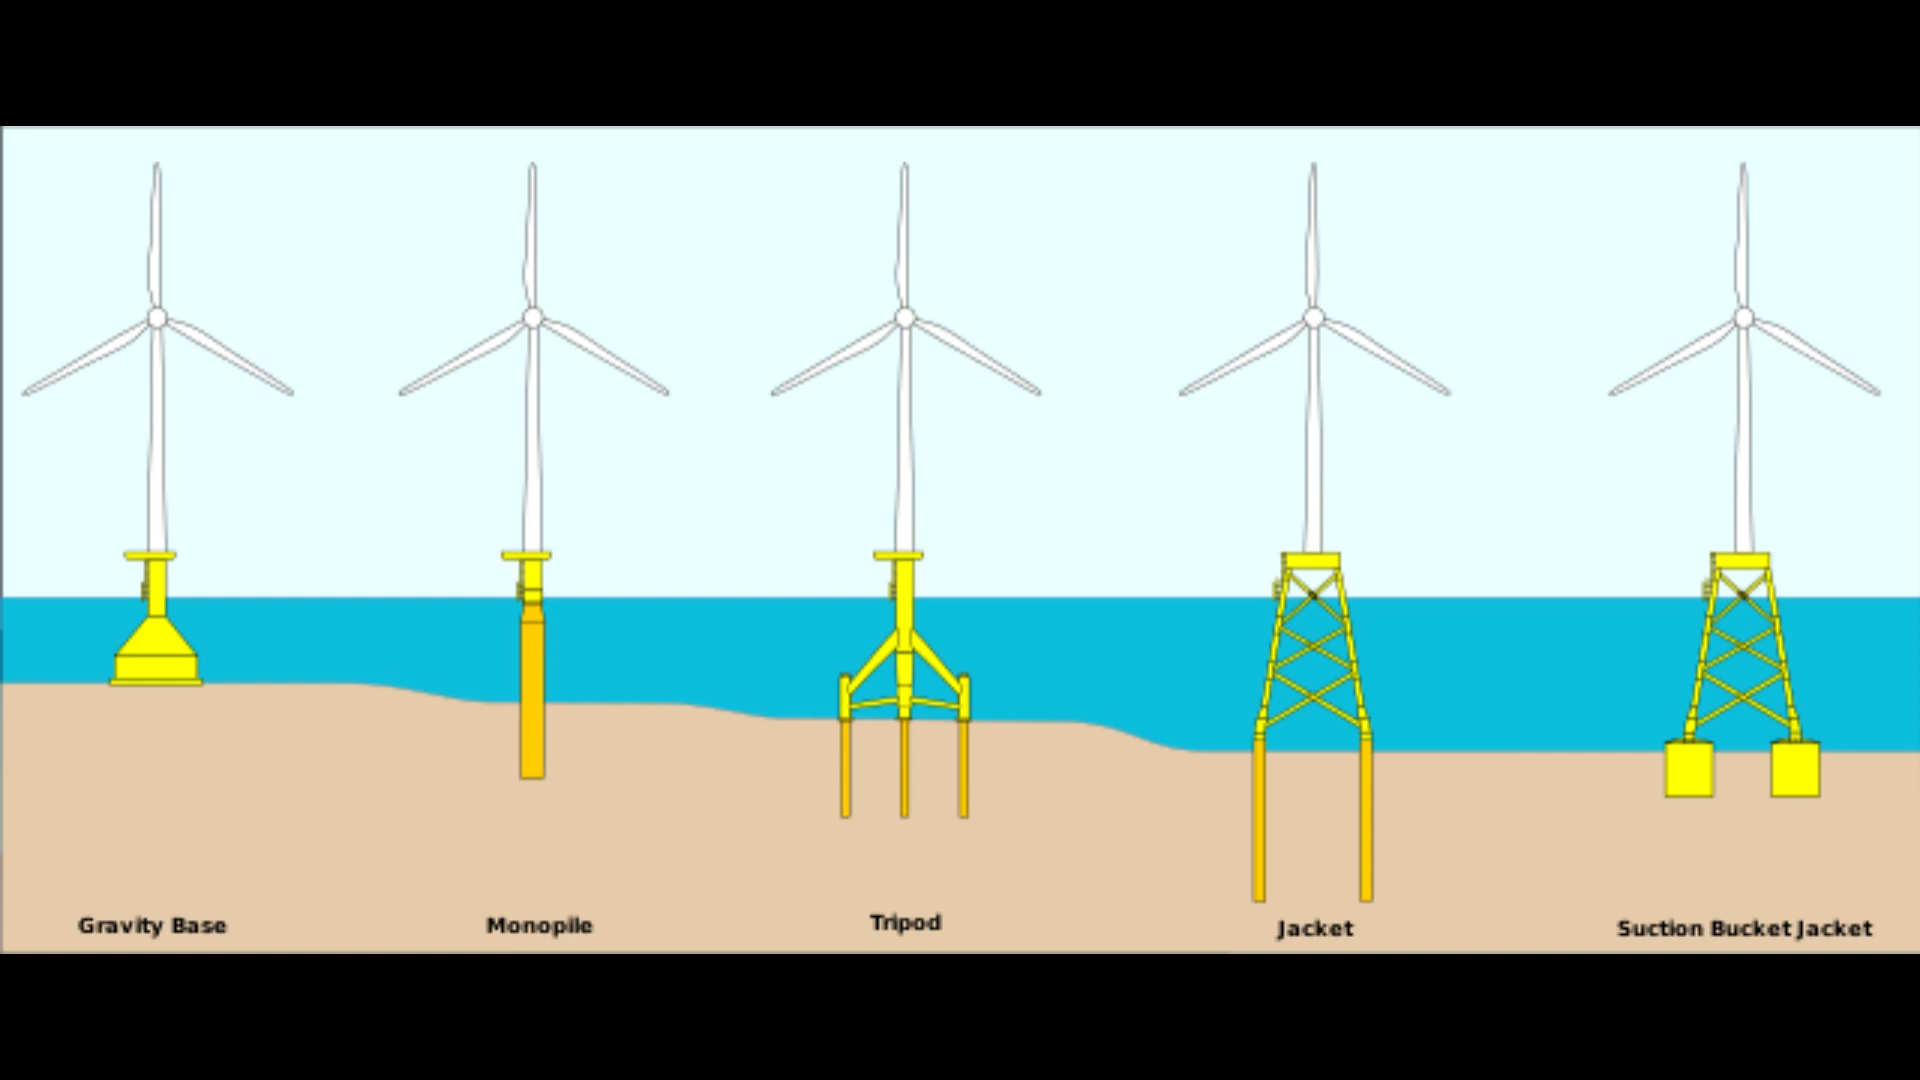 Gravity Base
Monopile
Tripod
Jacket
Suction Bucket Jacket